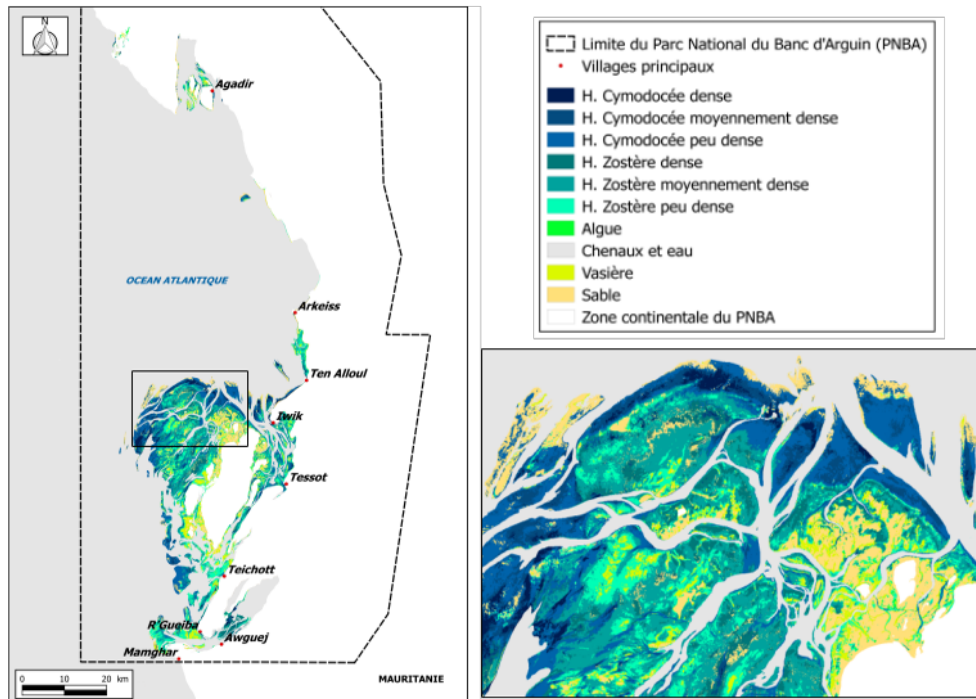 N
Agadir
OCEAN ATLANTIQUE
Arkeiss
Ten Alloul
Iwik
Tessot
Teichott
R'Gueiba
Awguej
Mamghar
0 10 20 km
MAURITANIE
Limite du Parc National du Banc d'Arguin (PNBA)
Villages principaux
H. Cymodocée dense
H. Cymodocée moyennement dense
H. Cymodocée peu dense
H. Zostère dense
H. Zostère moyennement dense
H. Zostère peu dense
Algue
Chenaux et eau
Vasière
Sable
Zone continentale du PNBA